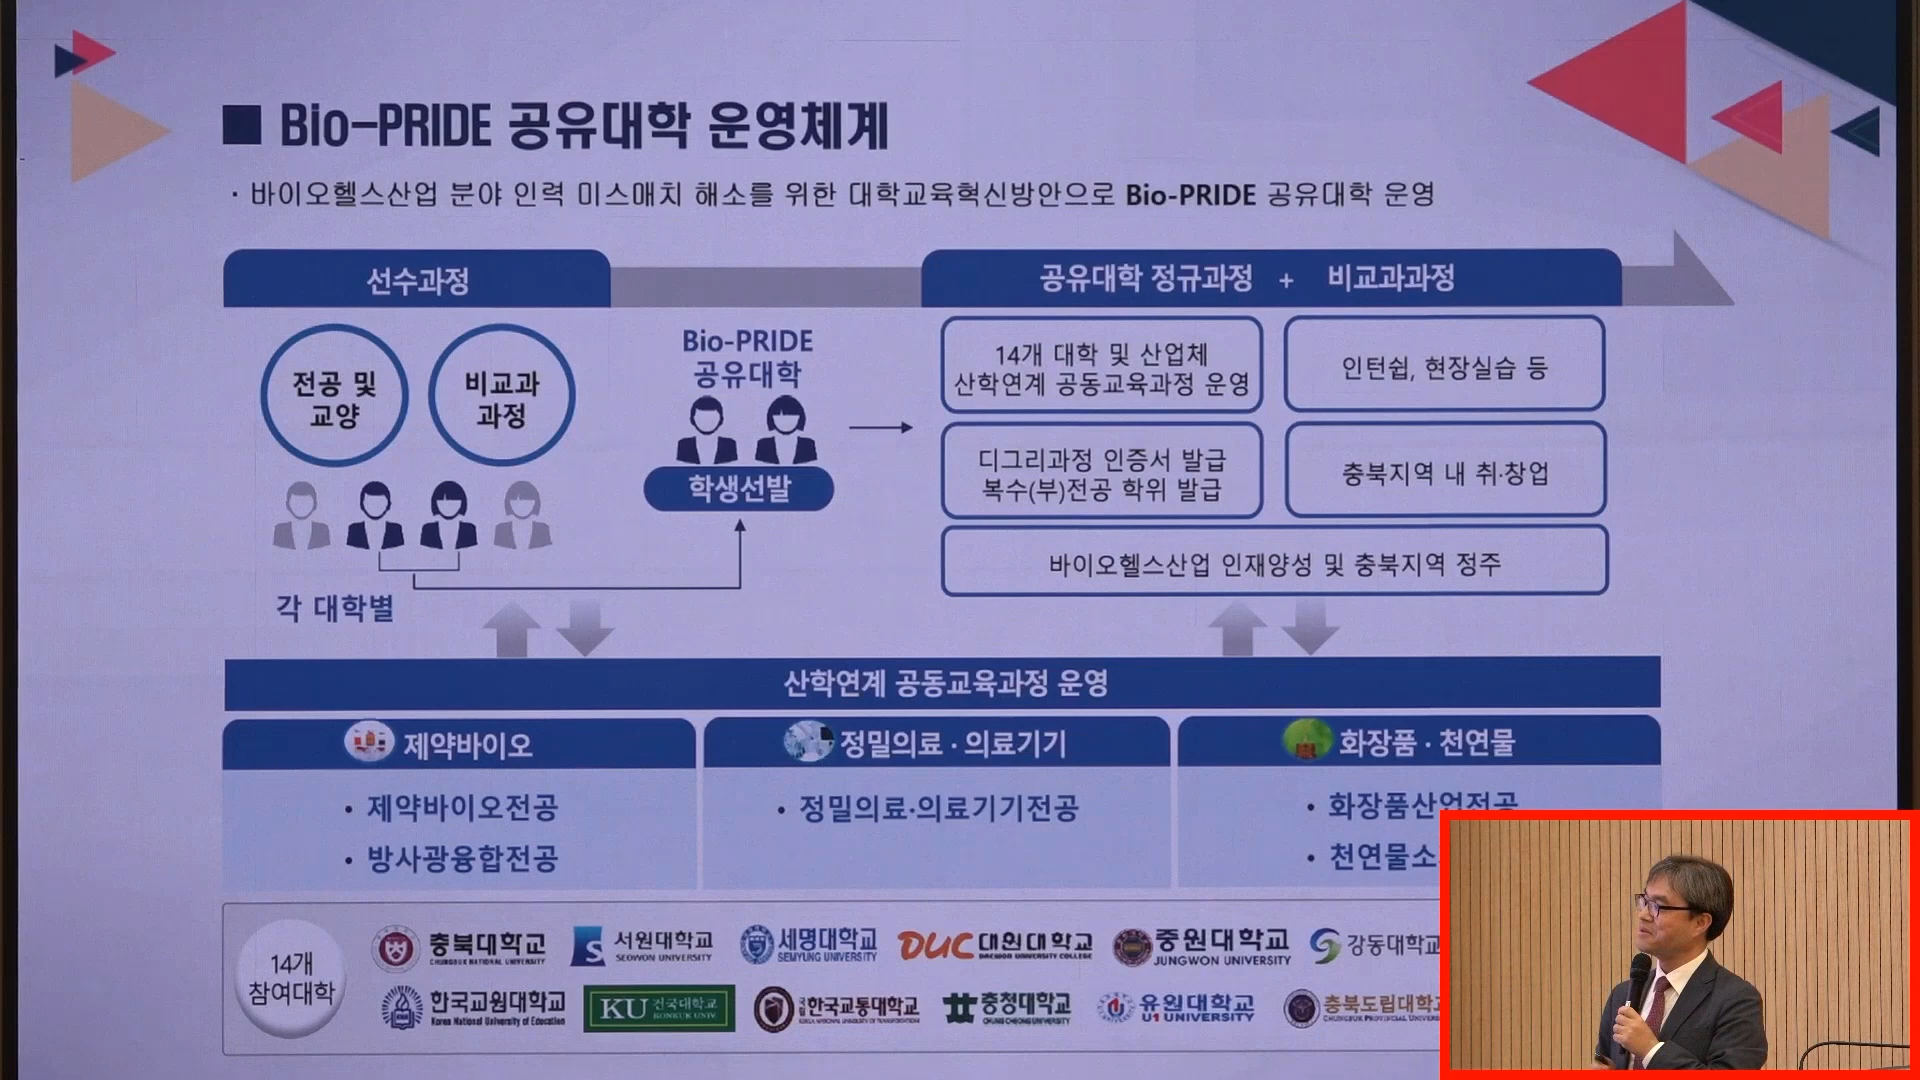 ■ Bio-PRIDE 공유대학 운영체계
· 바이오헬스산업 분야 인력 미스매치 해소를 위한 대학교육혁신방안으로 Bio-PRIDE 공유대학 운영
선수과정
공유대학 정규과정 + 비교과과정
전공 및
교양
비교과
과정
각 대학별
Bio-PRIDE
공유대학
학생선발
14개 대학 및 산업체
산학연계 공동교육과정 운영
인턴쉽, 현장실습 등
디그리과정 인증서 발급
복수(부)전공 학위 발급
충북지역 내 취·창업
바이오헬스산업 인재양성 및 충북지역 정주
산학연계 공동교육과정 운영
제약바이오
• 제약바이오전공
• 방사광융합전공
정밀의료 · 의료기기
• 정밀의료·의료기기전공
화장품 · 천연물
• 화장품산업전공
• 천연물소
14개
참여대학
충북대학교
CHUNGBUK NATIONAL UNIVERSITY
서원대학교
SEOWON UNIVERSITY
세명대학교
SEMYUNG UNIVERSITY
DUC 대원대학교
DAEWON UNIVERSITY COLLEGE
중원대학교
JUNGWON UNIVERSITY
강동대학교
한국교원대학교
Korea National University of Education
KU 건국대학교
KONKUK UNIV.
국립한국교통대학교
KOREA NATIONAL UNIVERSITY OF TRANSPORTATION
충청대학교
CHUNG CHEONG UNIVERSITY
유원대학교
U1 UNIVERSITY
충북도립대학교
CHUNGBUK PROVINCIAL